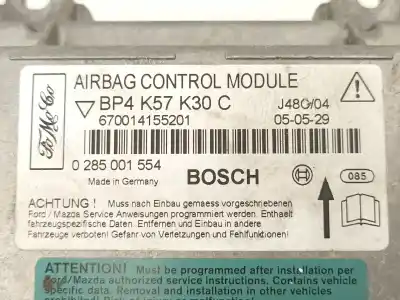 FoMoCo
AIRBAG CONTROL MODULE
BP4 K57 K30 C J48G/04
670014155201 05-05-29
0 285 001 554
Made in Germany BOSCH 085
ACHTUNG ! Muss nach Einbau gemaess vorgeschriebenen
Ford / Mazda Service Anweisungen programmiert werden. Enthaelt
fahrzeugspezifische Daten. Entfernen und Einbau in andere
Fahrzeuge verboten! Gefahr von Verletzungen und Fehlfunktionen!
ATTENTION! Must be programmed after installation
per Ford/Mazda authorized service instructions. Contains vehicle
specific data. Removal and installation in other vehicles